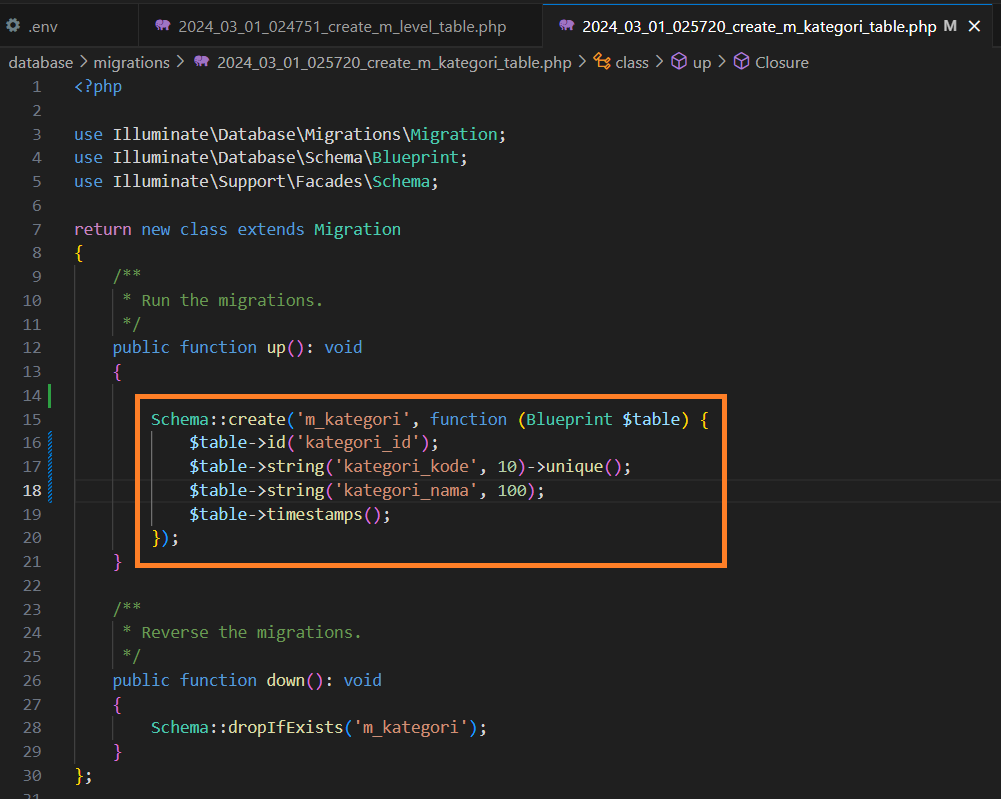 .env 2024_03_01_024751_create_m_level_table.php 2024_03_01_025720_create_m_kategori_table.php M
database > migrations > 2024_03_01_025720_create_m_kategori_table.php > class > up > Closure
1 <?php
2
3 use Illuminate\Database\Migrations\Migration;
4 use Illuminate\Database\Schema\Blueprint;
5 use Illuminate\Support\Facades\Schema;
6
7 return new class extends Migration
8 {
9 /**
10 * Run the migrations.
11 */
12 public function up(): void
13 {
14
15 Schema::create('m_kategori', function (Blueprint $table) {
16 $table->id('kategori_id');
17 $table->string('kategori_kode', 10)->unique();
18 $table->string('kategori_nama', 100);
19 $table->timestamps();
20 });
21 }
22
23 /**
24 * Reverse the migrations.
25 */
26 public function down(): void
27 {
28 Schema::dropIfExists('m_kategori');
29 }
30 };
31